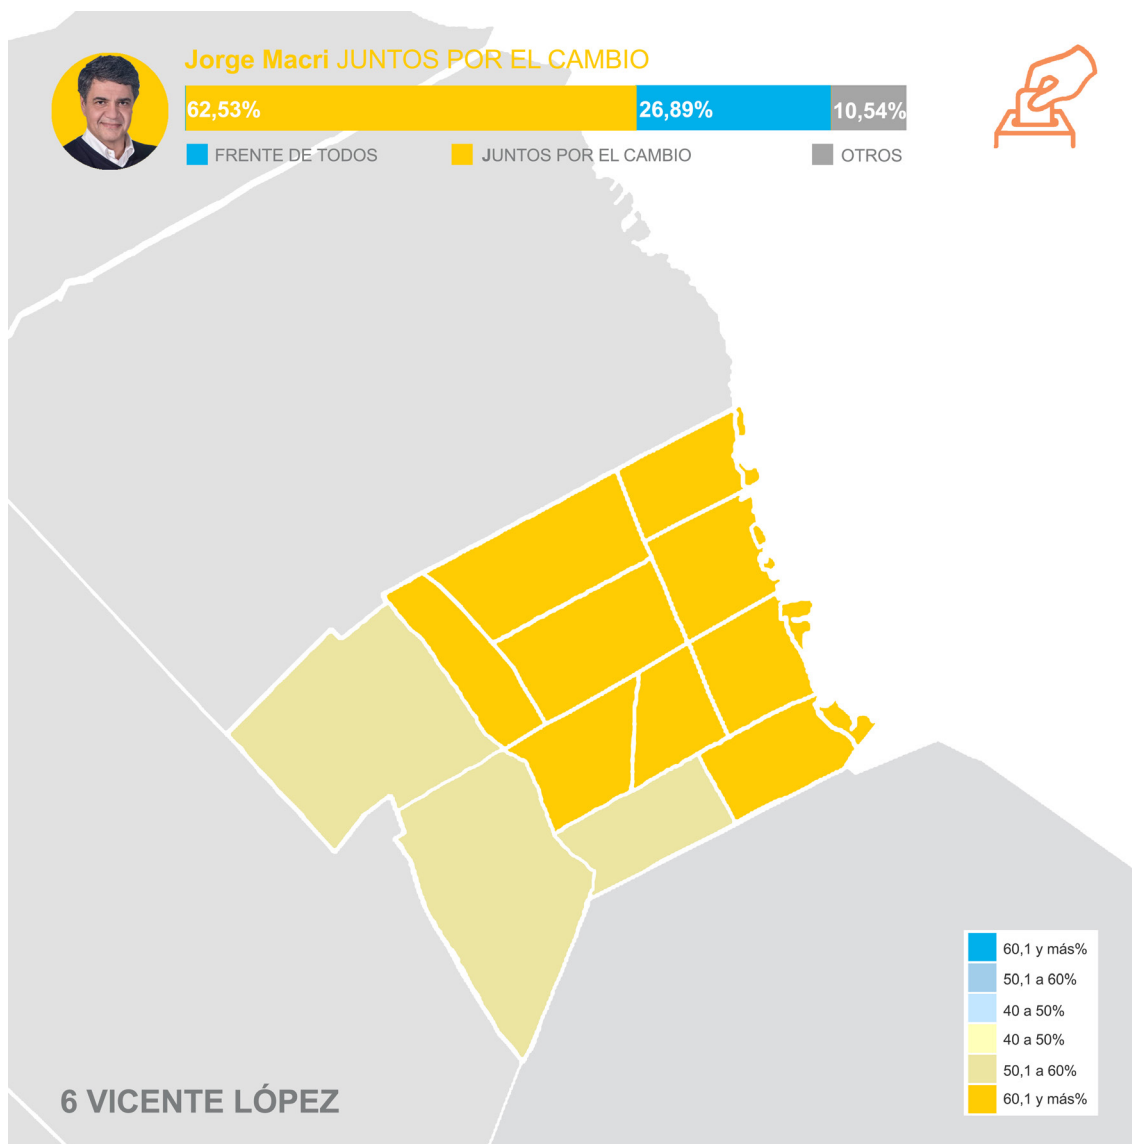 Jorge Macri JUNTOS POR EL CAMBIO
62,53% 26,89% 10,54%
FRENTE DE TODOS JUNTOS POR EL CAMBIO OTROS
60,1 y más%
50,1 a 60%
40 a 50%
40 a 50%
50,1 a 60%
60,1 y más%
6 VICENTE LÓPEZ